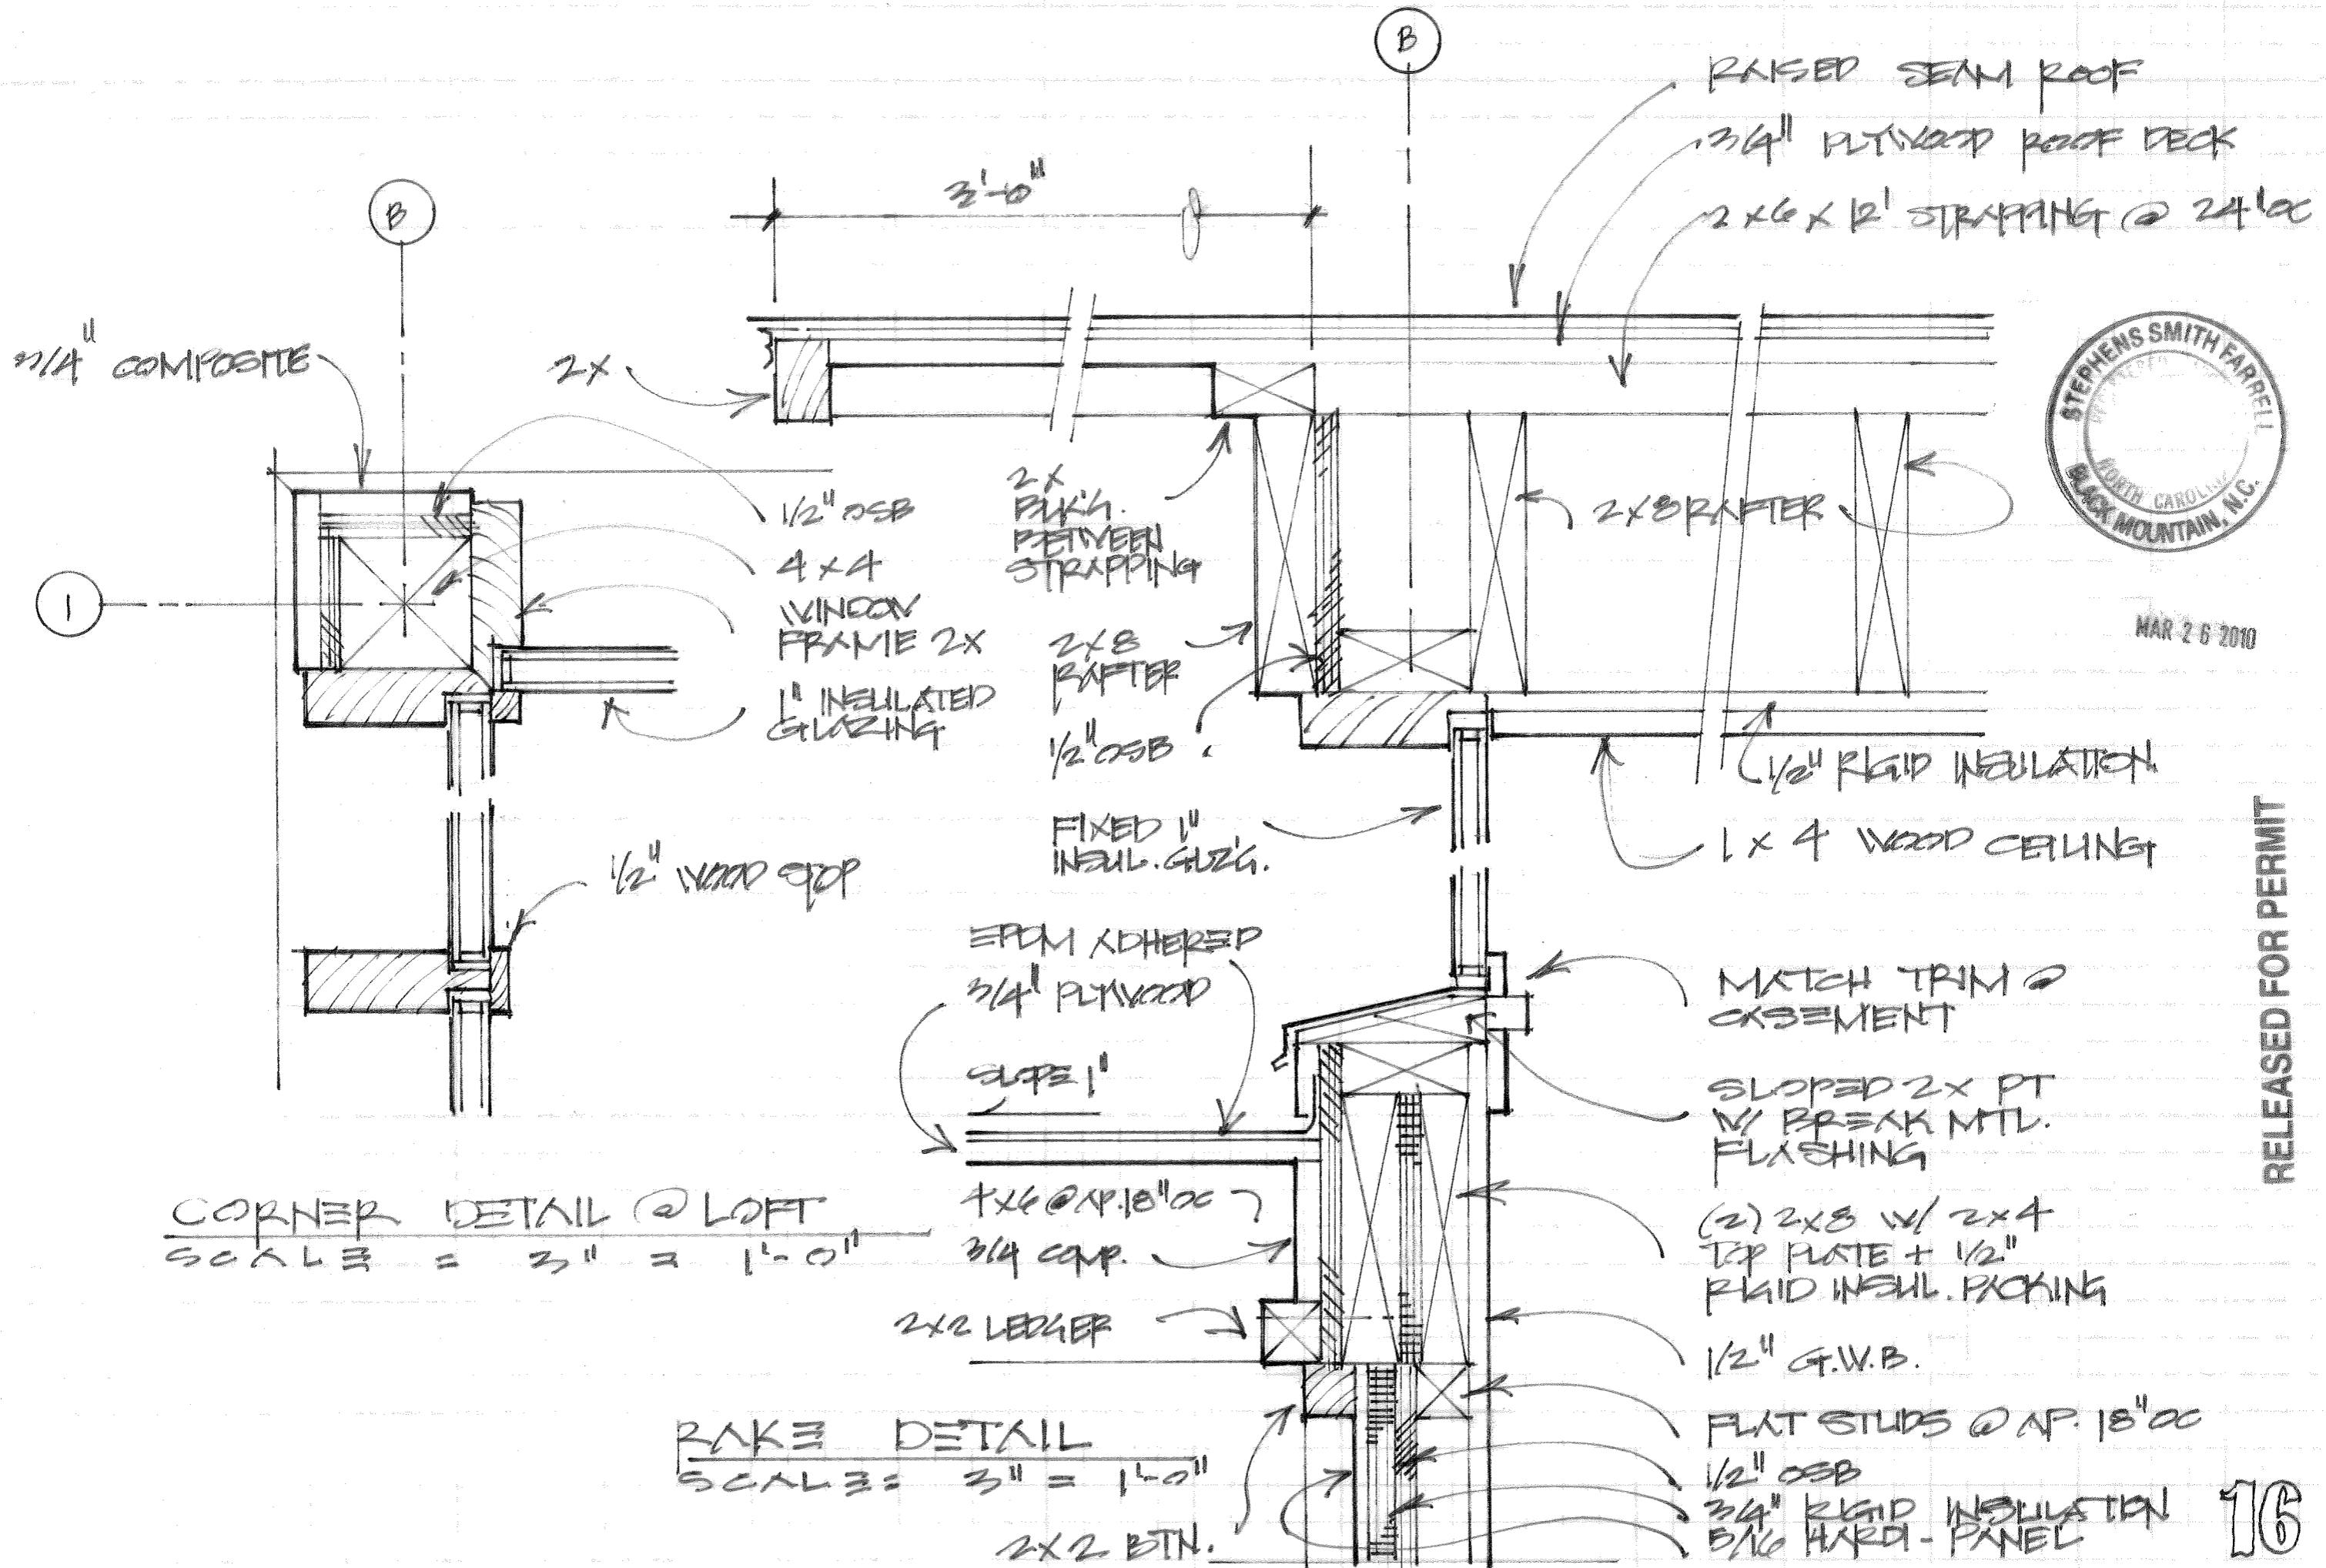 B
RAISED SEAM ROOF
3/4" PLYWOOD ROOF DECK
2x6 x 12' STRAPPING @ 24'OC
3'-0"
B
3/4" COMPOSITE
2X
STEPHENS SMITH FARRELL
NORTH CAROLINA
BLACK MOUNTAIN, N.C.
MAR 26 2010
1/2" OSB
4x4
WINDOW
FRAME 2X
1" INSULATED
GLAZING
1
2X
BLK'G.
BETWEEN
STRAPPING
2x8
RAFTER
1/2" OSB
2X8 RAFTER
FIXED 1"
INSUL. GLZ'G.
1/2" RIGID INSULATION
1 x 4 WOOD CEILING
1/2" WOOD STOP
EPDM ADHERED
3/4" PLYWOOD
SLOPE 1"
MATCH TRIM @
CASEMENT
SLOPED 2x PT
W/ BREAK MTL.
FLASHING
RELEASED FOR PERMIT
CORNER DETAIL @ LOFT
SCALE = 3" = 1'-0"
4X6 @ AP. 18" OC
3/4 COMP.
2X2 LEDGER
(2) 2x8 W/ 2x4
TOP PLATE + 1/2"
RIGID INSUL. PACKING
1/2" G.W.B.
FLAT STUDS @ AP. 18" OC
1/2" OSB
3/4" RIGID INSULATION
5/16 HARDI-PANEL
RAKE DETAIL
SCALE: 3" = 1'-0"
2X2 BTN.
16